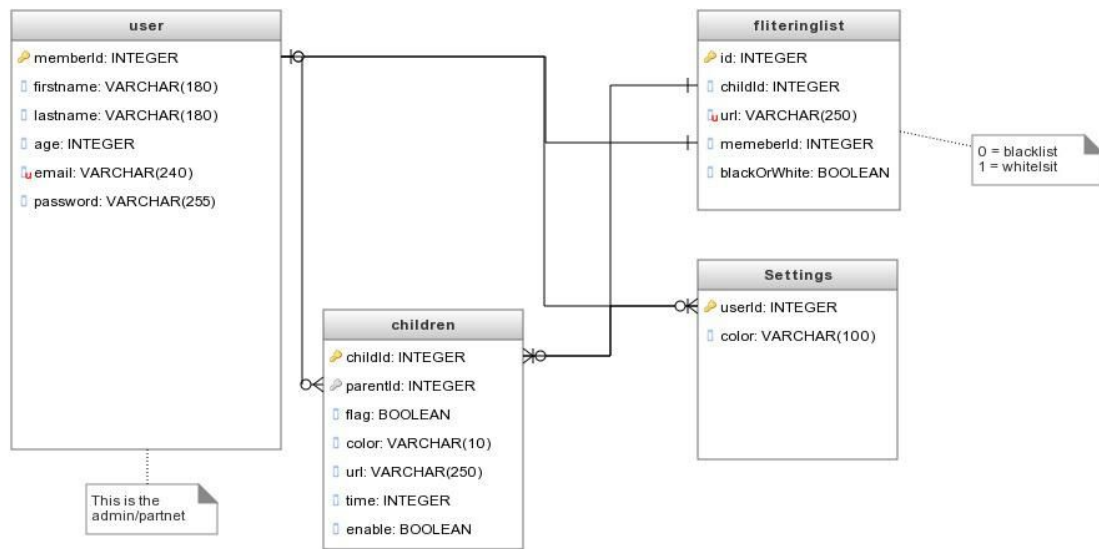 user
memberId: INTEGER
firstname: VARCHAR(180)
lastname: VARCHAR(180)
age: INTEGER
email: VARCHAR(240)
password: VARCHAR(255)
This is the
admin/partnet
children
childId: INTEGER
parentId: INTEGER
flag: BOOLEAN
color: VARCHAR(10)
url: VARCHAR(250)
time: INTEGER
enable: BOOLEAN
fliteringlist
id: INTEGER
childId: INTEGER
url: VARCHAR(250)
memeberId: INTEGER
blackOrWhite: BOOLEAN
0 = blacklist
1 = whitelsit
Settings
userId: INTEGER
color: VARCHAR(100)